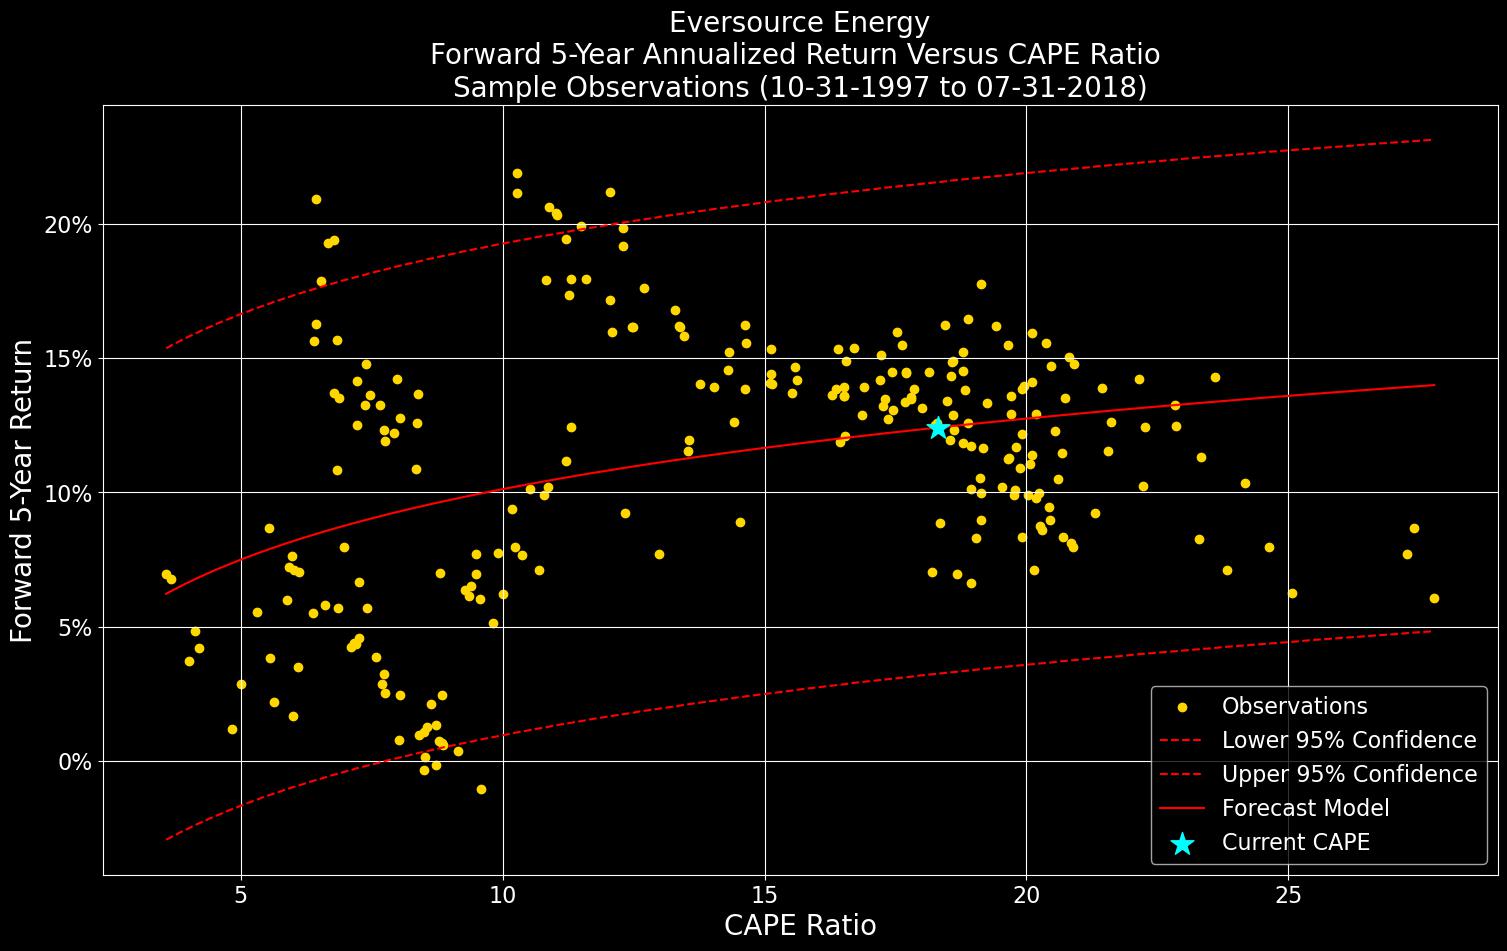 Eversource Energy
Forward 5-Year Annualized Return Versus CAPE Ratio
Sample Observations (10-31-1997 to 07-31-2018)
Forward 5-Year Return
20%
15%
10%
5%
0%
5
10
15
20
25
CAPE Ratio
Observations
Lower 95% Confidence
Upper 95% Confidence
Forecast Model
Current CAPE